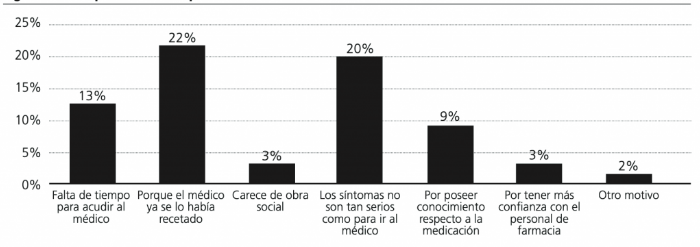 25%
20%
15%
10%
5%
0%
13%
22%
3%
20%
9%
3%
2%
Falta de tiempo
para acudir al
médico
Porque el médico
ya se lo había
recetado
Carece de obra
social
Los síntomas no
son tan serios
como para ir al
médico
Por poseer
conocimiento
respecto a la
medicación
Por tener más
confianza con el
personal de
farmacia
Otro motivo